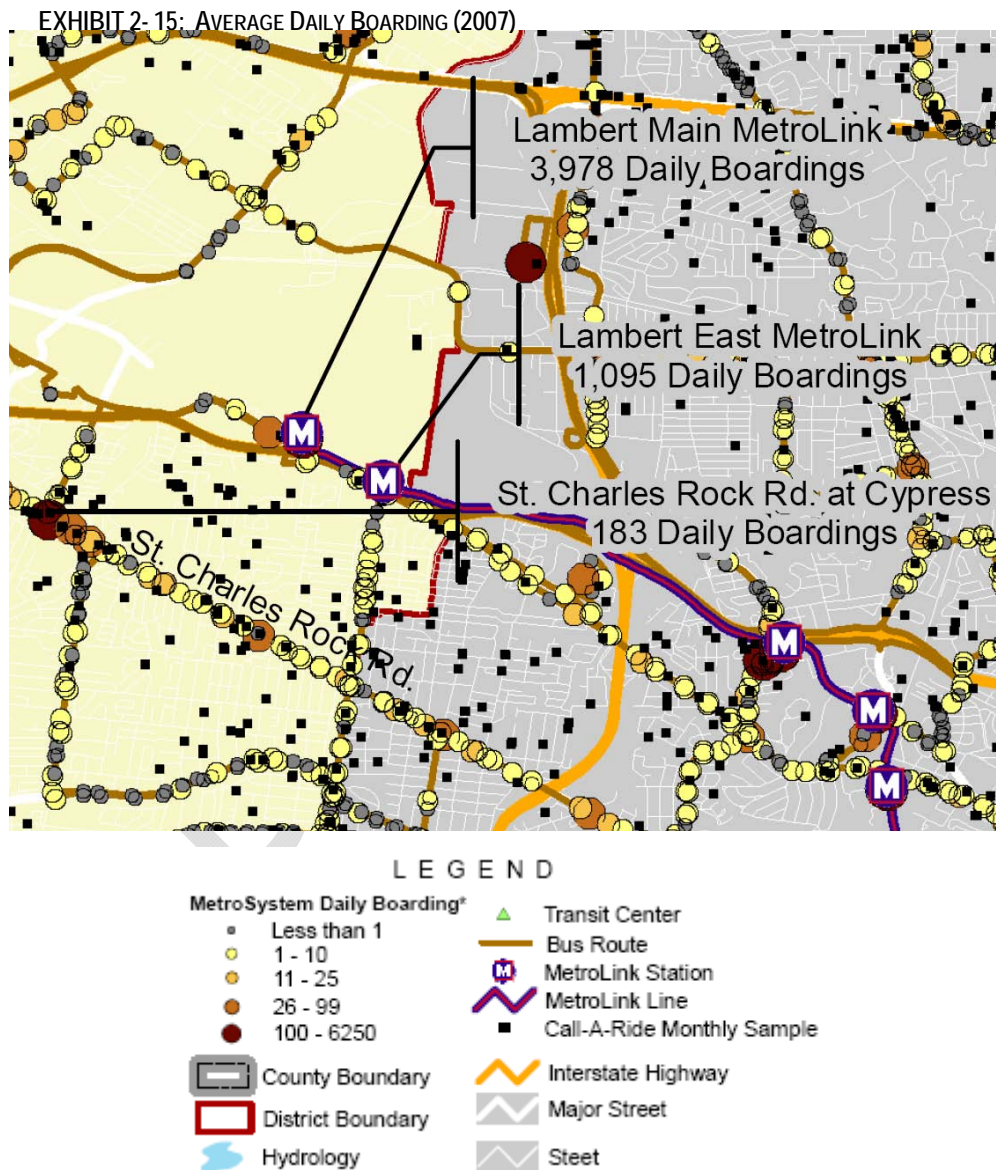 EXHIBIT 2- 15: AVERAGE DAILY BOARDING (2007)
Lambert Main MetroLink
3,978 Daily Boardings
Lambert East MetroLink
1,095 Daily Boardings
St. Charles Rock Rd. at Cypress
183 Daily Boardings
St. Charles Rock Rd.
M
M
M
M
M
LEGEND
MetroSystem Daily Boarding*
Less than 1
1 - 10
11 - 25
26 - 99
100 - 6250
County Boundary
District Boundary
Hydrology
Transit Center
Bus Route
M MetroLink Station
MetroLink Line
Call-A-Ride Monthly Sample
Interstate Highway
Major Street
Steet